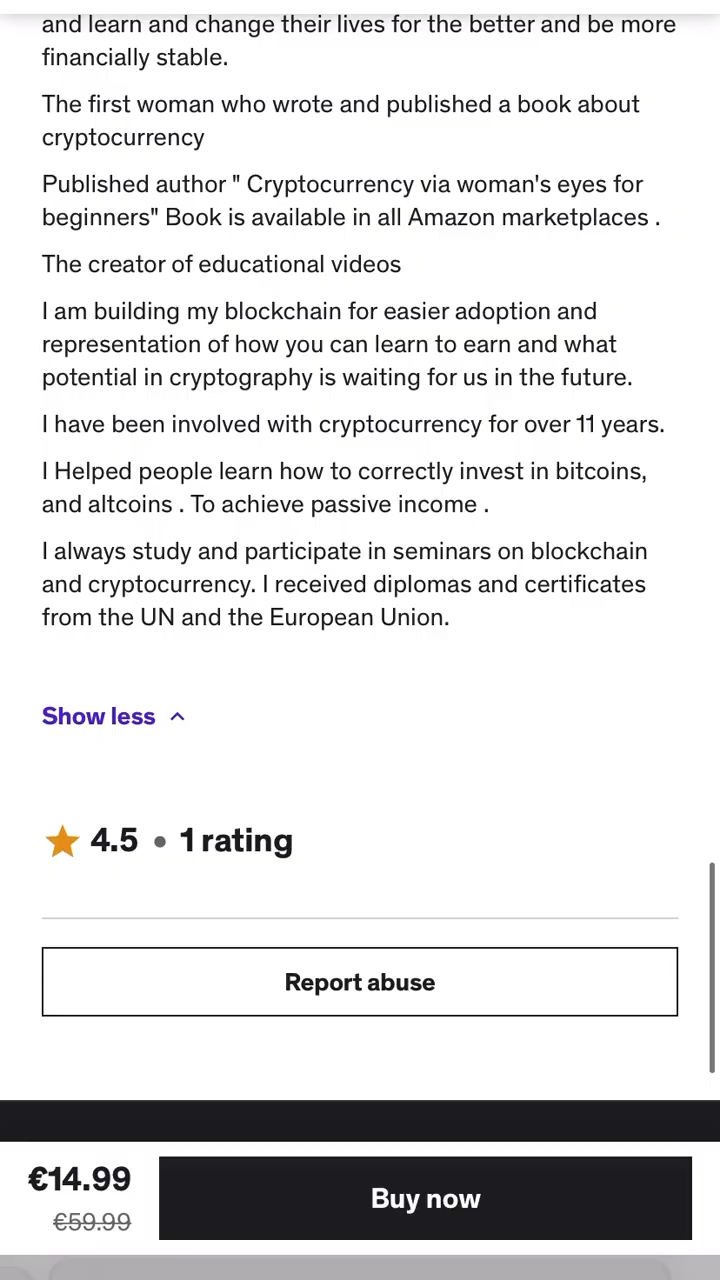 and learn and change their lives for the better and be more
financially stable.
The first woman who wrote and published a book about
cryptocurrency
Published author " Cryptocurrency via woman's eyes for
beginners" Book is available in all Amazon marketplaces .
The creator of educational videos
I am building my blockchain for easier adoption and
representation of how you can learn to earn and what
potential in cryptography is waiting for us in the future.
I have been involved with cryptocurrency for over 11 years.
I Helped people learn how to correctly invest in bitcoins,
and altcoins . To achieve passive income .
I always study and participate in seminars on blockchain
and cryptocurrency. I received diplomas and certificates
from the UN and the European Union.
Show less
4.5 • 1 rating
Report abuse
€14.99
Buy now
€59.99